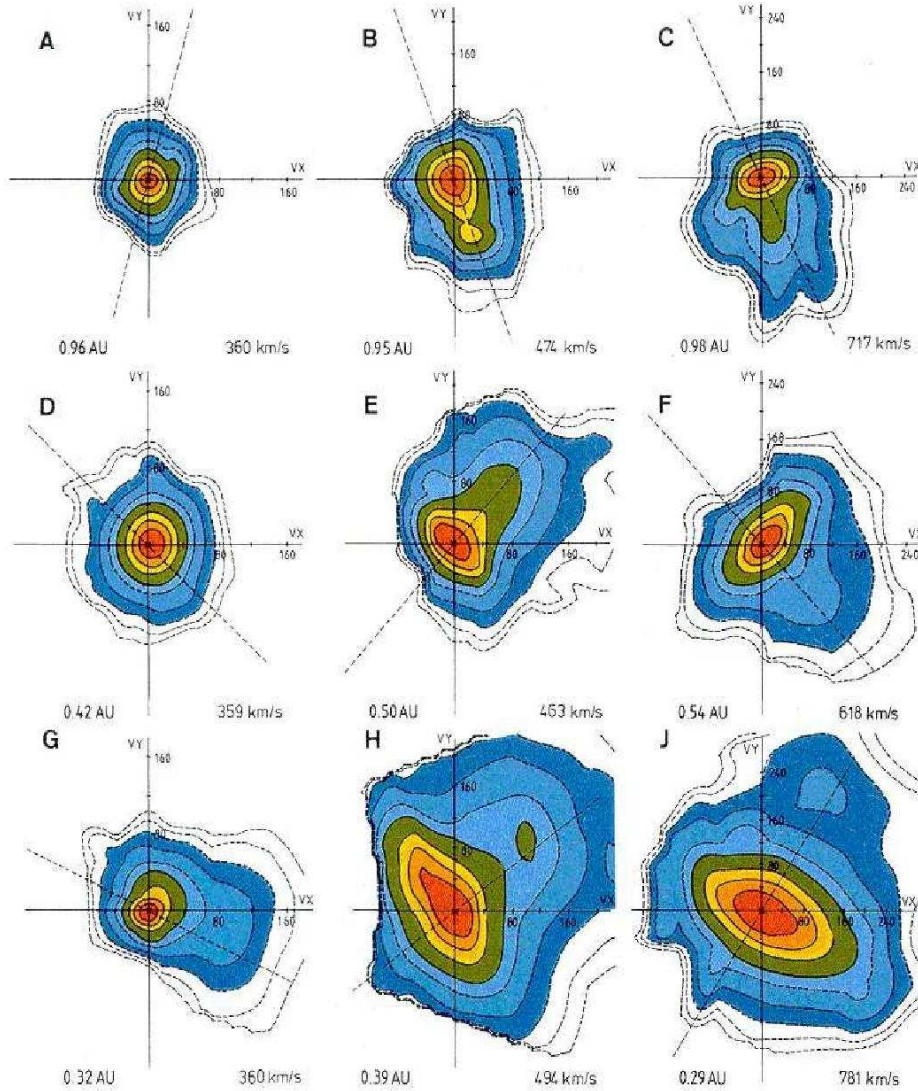 A VY 160 80 VX 80 160 0.96 AU 360 km/s
B VY 160 80 VX 40 160 0.95 AU 474 km/s
C VY 240 160 80 VX 80 160 240 0.98 AU 717 km/s
D VY 160 VX 80 160 0.42 AU 359 km/s
E VY 160 80 VX 80 160 0.50 AU 463 km/s
F VY 240 160 80 VX 80 160 240 0.54 AU 618 km/s
G VY 160 80 VX 80 160 0.32 AU 360 km/s
H VY 160 80 VX 80 160 0.39 AU 494 km/s
J VY 240 160 80 VX 80 160 240 0.29 AU 781 km/s